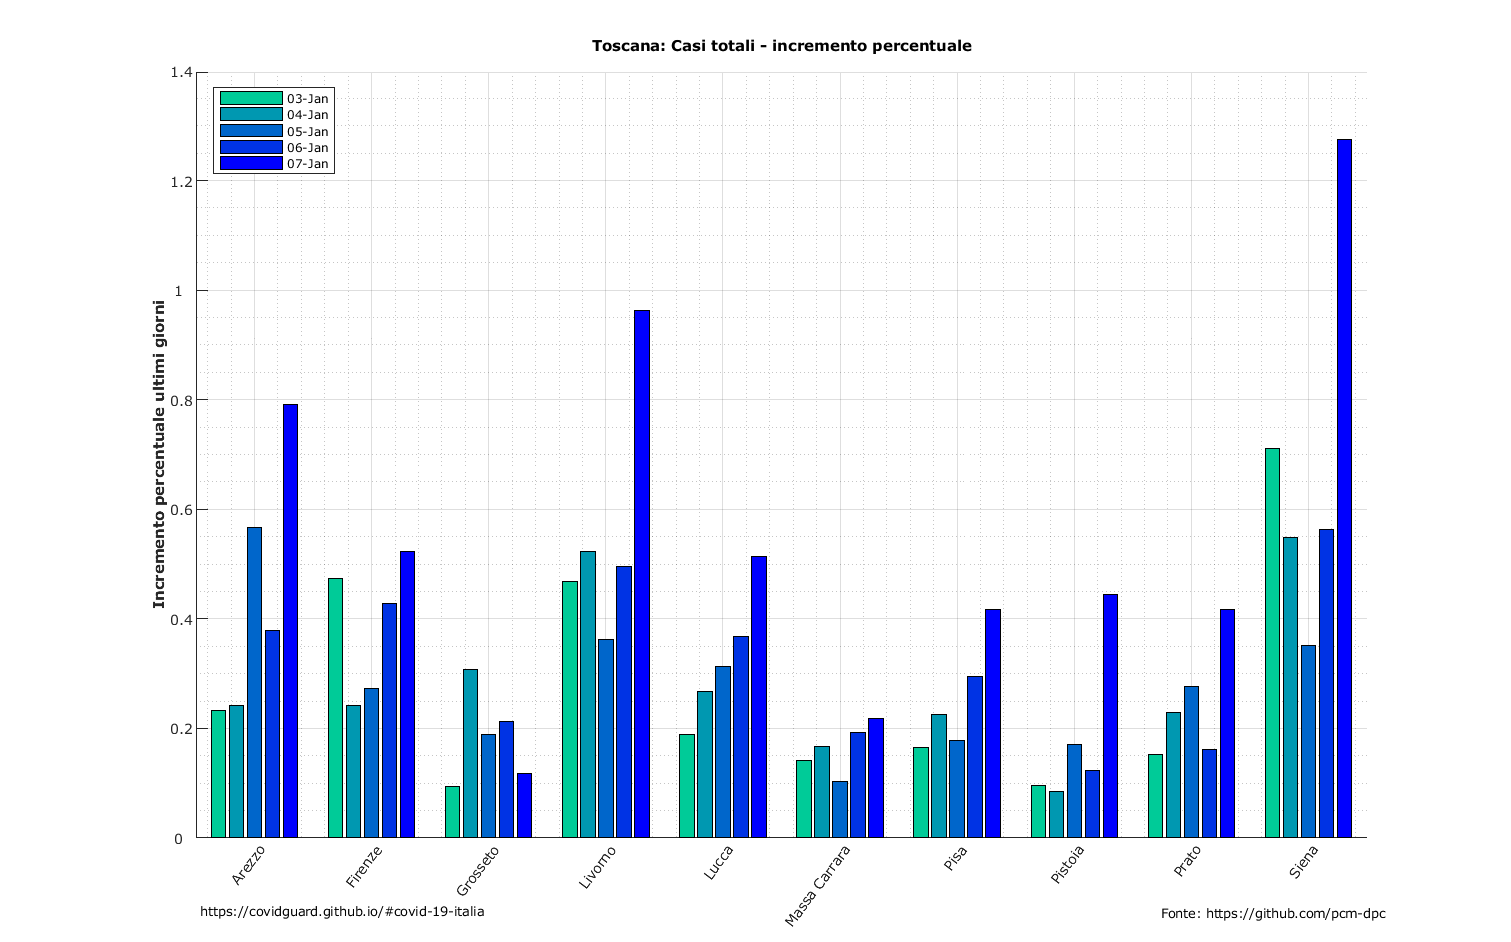 Toscana: Casi totali - incremento percentuale
03-Jan
04-Jan
05-Jan
06-Jan
07-Jan
Incremento percentuale ultimi giorni
1.4
1.2
1
0.8
0.6
0.4
0.2
0
Arezzo
Firenze
Grosseto
Livorno
Lucca
Massa Carrara
Pisa
Pistoia
Prato
Siena
https://covidguard.github.io/#covid-19-italia
Fonte: https://github.com/pcm-dpc